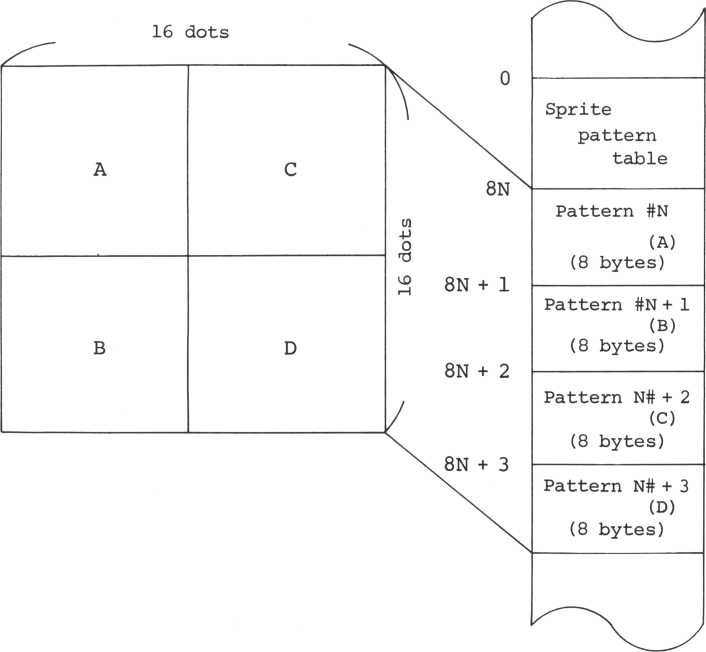 16 dots
A
C
B
D
16 dots
0
Sprite
pattern
table
8N
Pattern #N
(A)
(8 bytes)
8N + 1
Pattern #N + 1
(B)
(8 bytes)
8N + 2
Pattern N# + 2
(C)
(8 bytes)
8N + 3
Pattern N# + 3
(D)
(8 bytes)